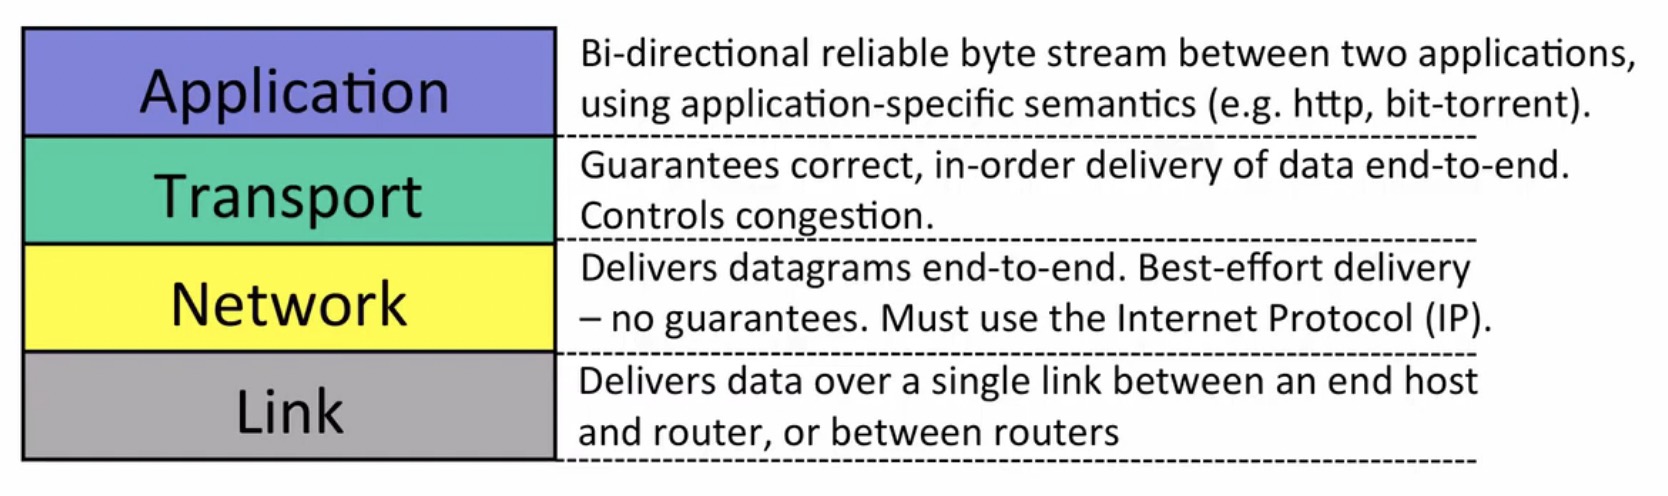 Application
Bi-directional reliable byte stream between two applications,
using application-specific semantics (e.g. http, bit-torrent).
Transport
Guarantees correct, in-order delivery of data end-to-end.
Controls congestion.
Network
Delivers datagrams end-to-end. Best-effort delivery
– no guarantees. Must use the Internet Protocol (IP).
Link
Delivers data over a single link between an end host
and router, or between routers